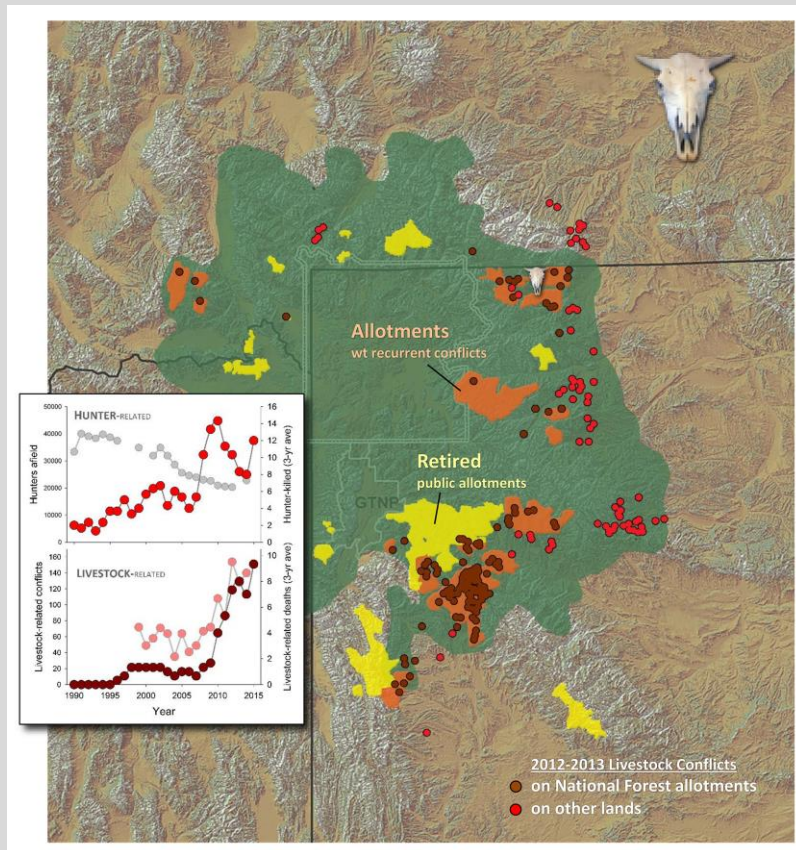 Allotments
wt recurrent conflicts
Retired
public allotments
GTNP
HUNTER-RELATED
Hunters afield
50000
40000
30000
20000
10000
0
16
14
12
10
8
6
4
2
0
Hunter-killed (3-yr ave)
LIVESTOCK-RELATED
Livestock-related conflicts
160
140
120
100
80
60
40
20
0
10
8
6
4
2
0
Livestock-related deaths (3-yr ave)
1990 1995 2000 2005 2010 2015
Year
2012-2013 Livestock Conflicts
on National Forest allotments
on other lands